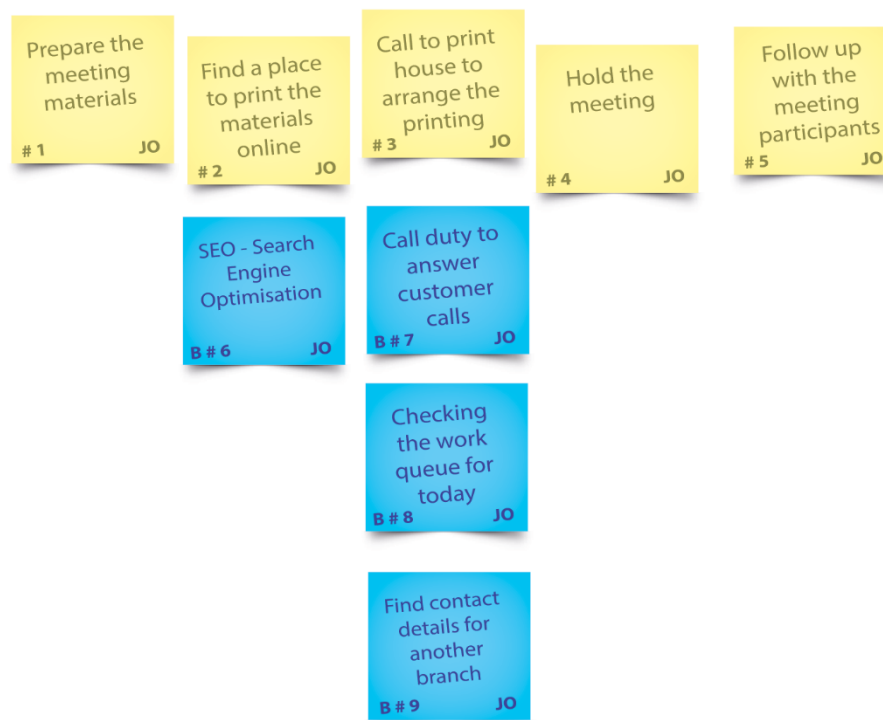 Prepare the
meeting
materials
# 1 JO
Find a place
to print the
materials
online
# 2 JO
Call to print
house to
arrange the
printing
# 3 JO
Hold the
meeting
# 4 JO
Follow up
with the
meeting
participants
# 5 JO
SEO - Search
Engine
Optimisation
B # 6 JO
Call duty to
answer
customer
calls
B # 7 JO
Checking
the work
queue for
today
B # 8 JO
Find contact
details for
another
branch
B # 9 JO